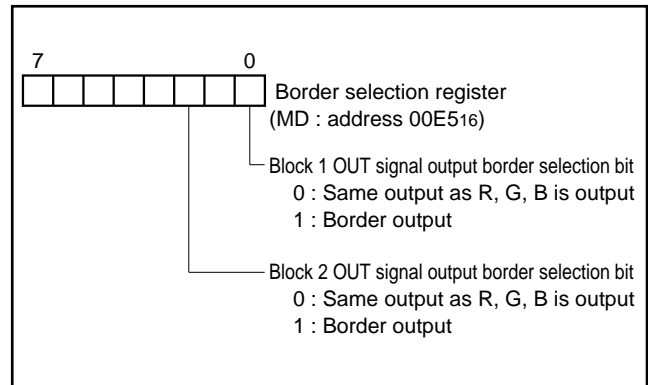 7 0
Border selection register
(MD : address 00E516)
Block 1 OUT signal output border selection bit
0 : Same output as R, G, B is output
1 : Border output
Block 2 OUT signal output border selection bit
0 : Same output as R, G, B is output
1 : Border output